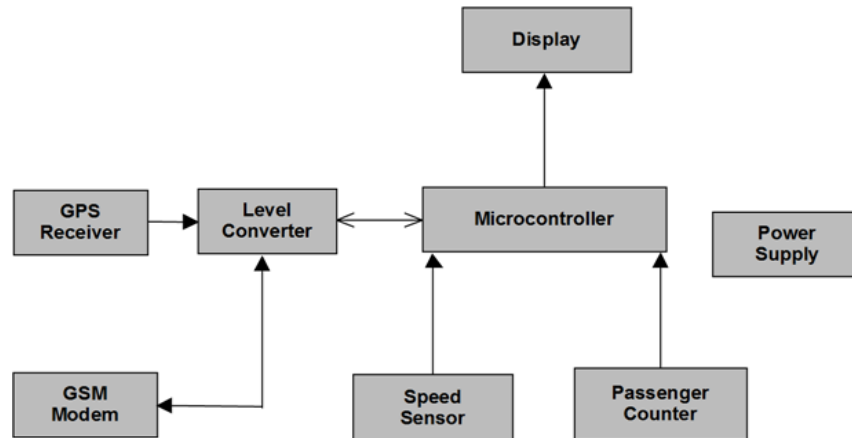 Display
GPS
Receiver
Level
Converter
Microcontroller
Power
Supply
GSM
Modem
Speed
Sensor
Passenger
Counter